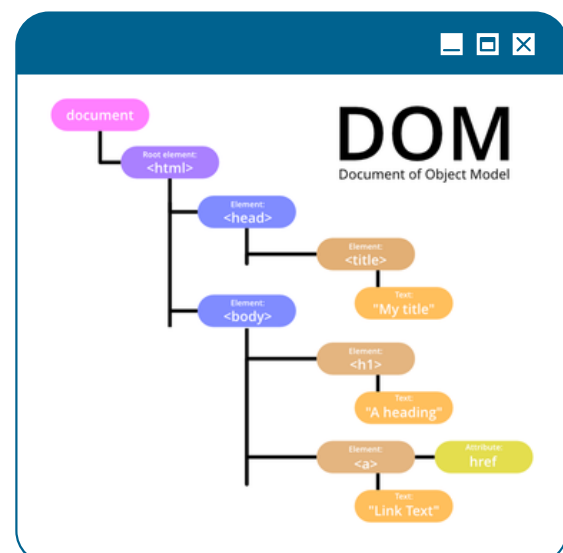 document
DOM
Document of Object Model
Root element:
<html>
Element:
<head>
Element:
<title>
Text:
"My title"
Element:
<body>
Element:
<h1>
Text:
"A heading"
Element:
<a>
Attribute:
href
Text:
"Link Text"